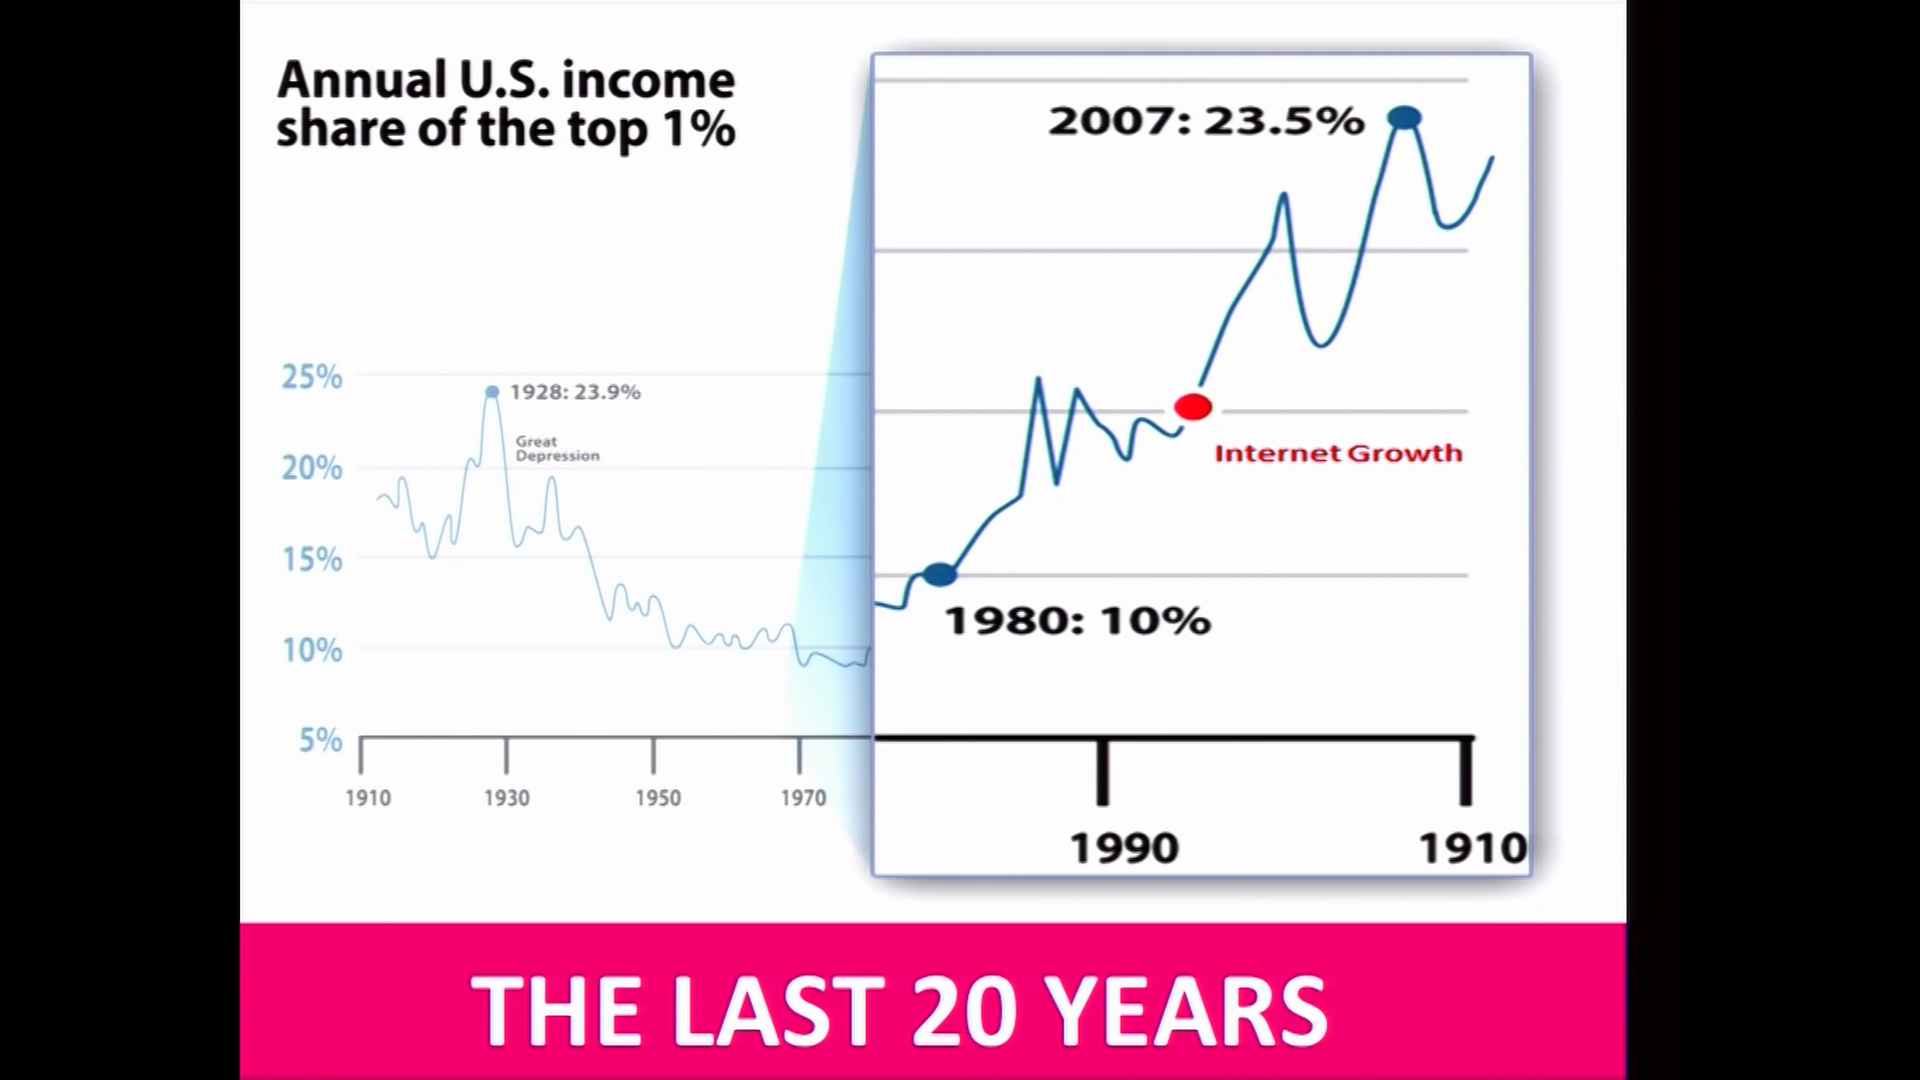 Annual U.S. income
share of the top 1%
2007: 23.5%
25%
1928: 23.9%
Great
Depression
20%
Internet Growth
15%
1980: 10%
10%
5%
1910
1930
1950
1970
1990
1910
THE LAST 20 YEARS